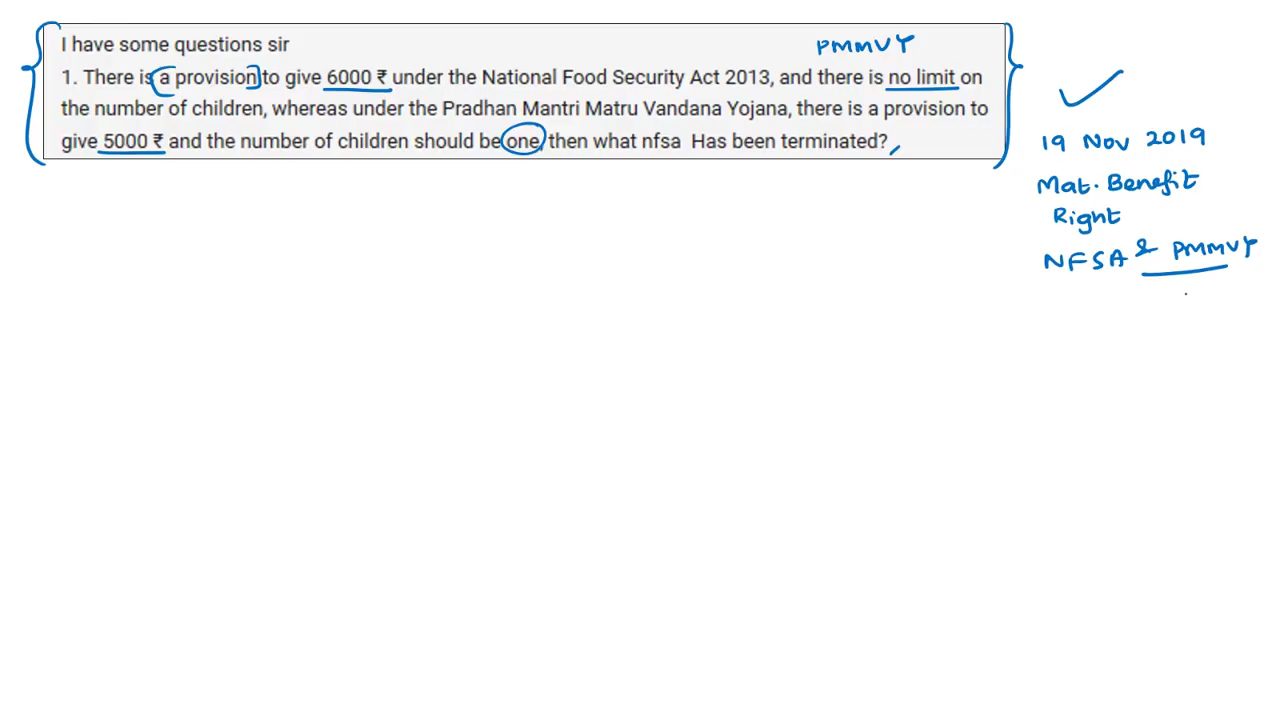 I have some questions sir
PMMVY
1. There is a provision to give 6000 ₹ under the National Food Security Act 2013, and there is no limit on
the number of children, whereas under the Pradhan Mantri Matru Vandana Yojana, there is a provision to
give 5000 ₹ and the number of children should be one, then what nfsa Has been terminated?
19 Nov 2019
Mat. Benefit
Right
NFSA & PMMVY